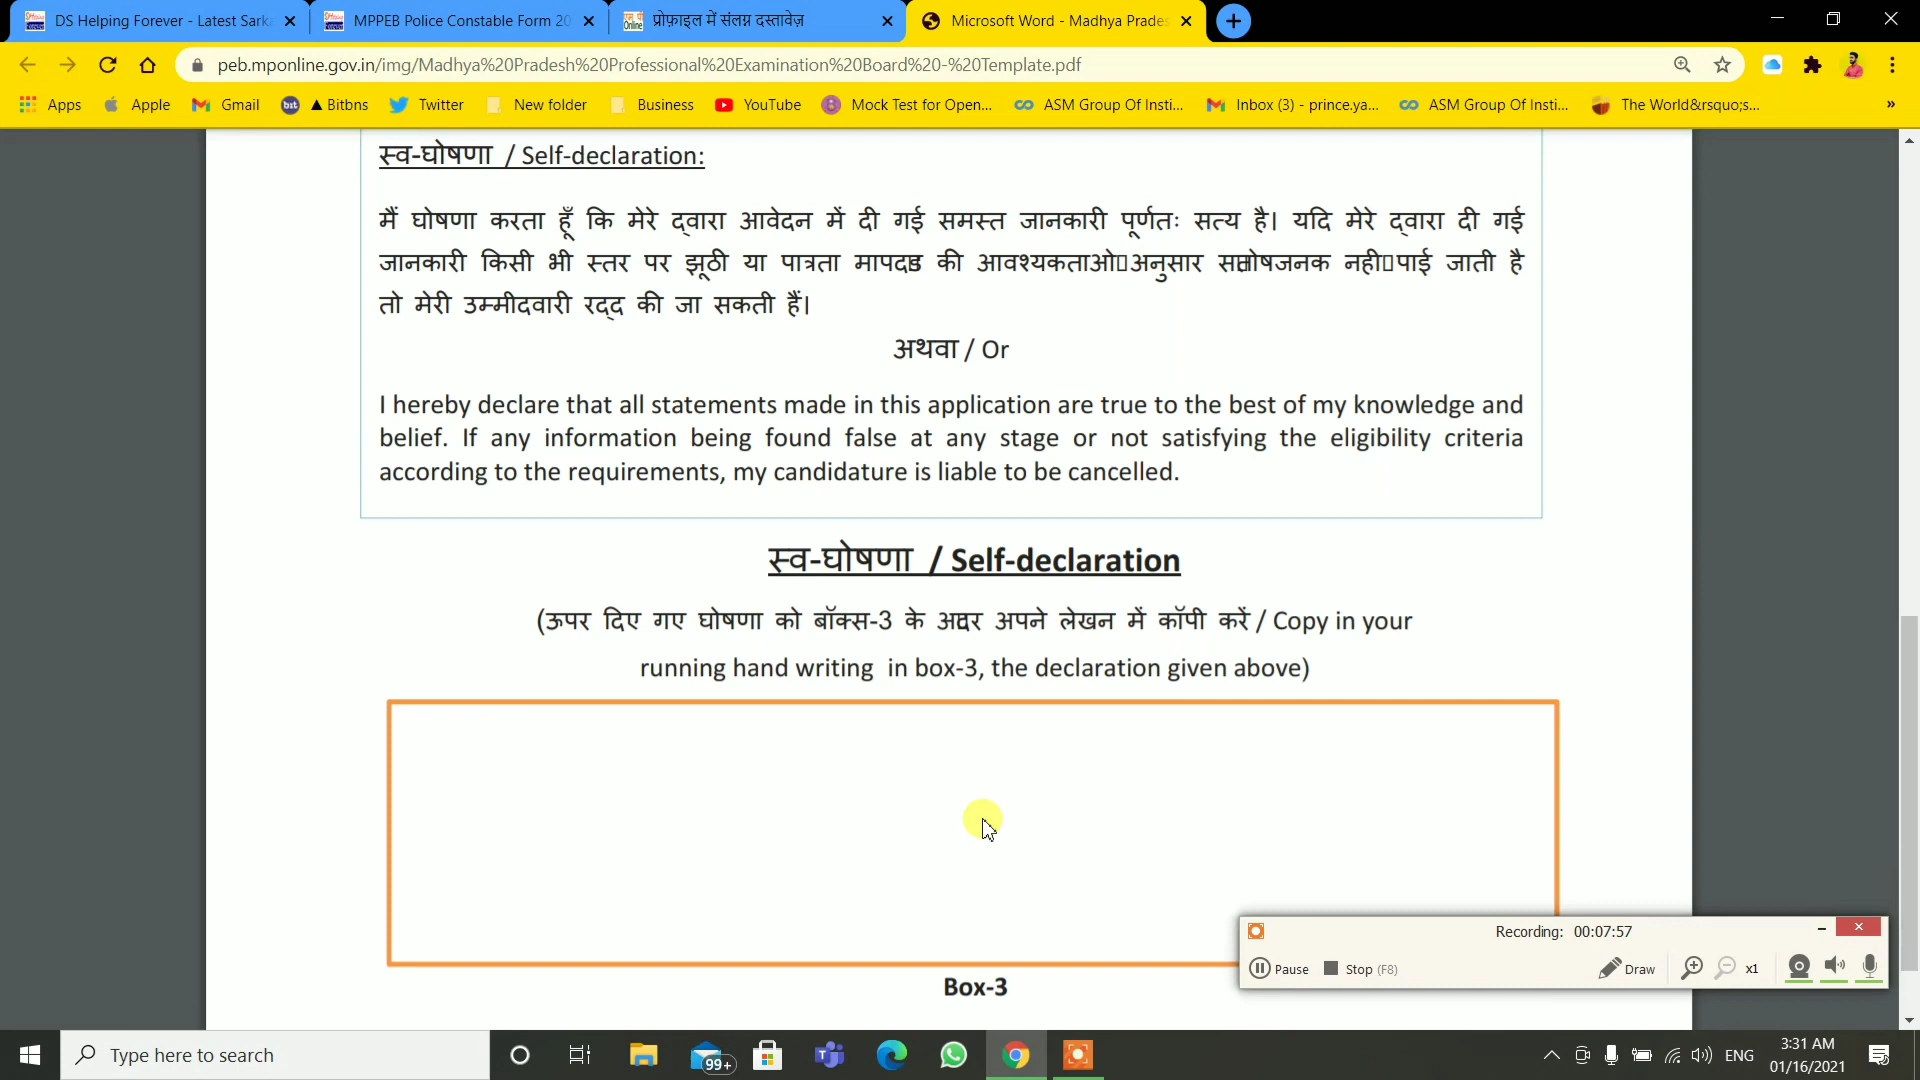 DS Helping Forever - Latest Sark
MPPEB Police Constable Form 20
प्रोफ़ाइल में संलग्न दस्तावेज़
Microsoft Word - Madhya Prades
peb.mponline.gov.in/img/Madhya%20Pradesh%20Professional%20Examination%20Board%20-%20Template.pdf
Apps Apple Gmail ▲ Bitbns Twitter New folder Business YouTube Mock Test for Open... ASM Group Of Insti... Inbox (3) - prince.ya... ASM Group Of Insti... The World&rsquo;s... »
स्व-घोषणा / Self-declaration:
मैं घोषणा करता हूँ कि मेरे द्वारा आवेदन में दी गई समस्त जानकारी पूर्णतः सत्य है। यदि मेरे द्वारा दी गई
जानकारी किसी भी स्तर पर झूठी या पात्रता की आवश्यकताओ अनुसार नही पाई जाती है
तो मेरी उम्मीदवारी रद्द की जा सकती हैं।
अथवा / Or
I hereby declare that all statements made in this application are true to the best of my knowledge and
belief. If any information being found false at any stage or not satisfying the eligibility criteria
according to the requirements, my candidature is liable to be cancelled.
स्व-घोषणा / Self-declaration
(ऊपर दिए गए घोषणा को बॉक्स-3 के अपने लेखन में कॉपी करें / Copy in your
running hand writing in box-3, the declaration given above)
Box-3
Recording: 00:07:57
Pause Stop (F8) Draw x1
Type here to search
99+
ENG
3:31 AM
01/16/2021